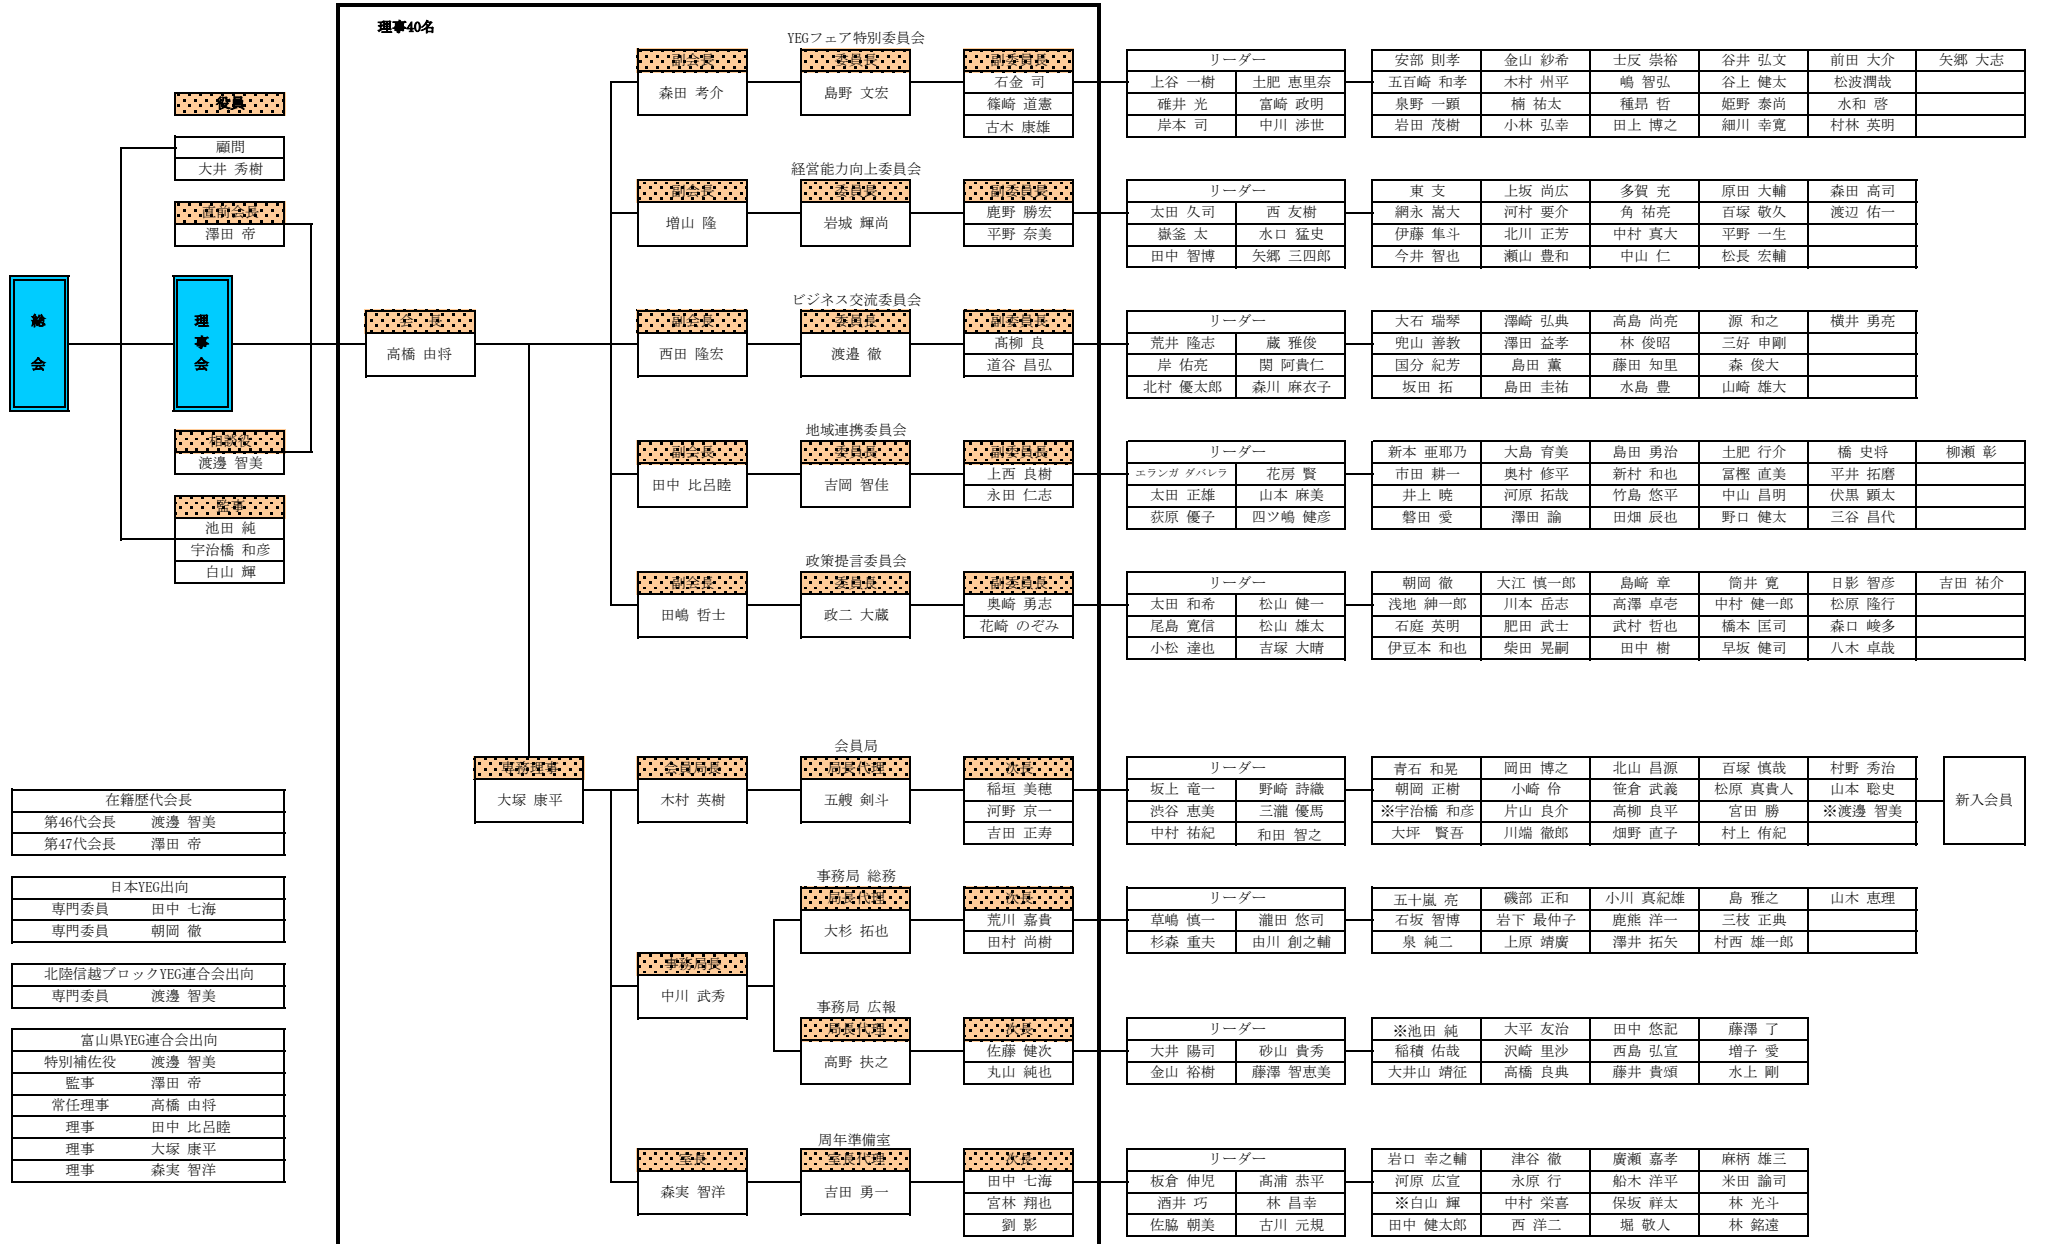 理事40名
役員
顧問
大井 秀樹
直前会長
澤田 帝
総会
理事会
相談役
渡邊 智美
監事
池田 純
宇治橋 和彦
白山 輝
在籍歴代会長
第46代会長 渡邊 智美
第47代会長 澤田 帝
日本YEG出向
専門委員 田中 七海
専門委員 朝岡 徹
北陸信越ブロックYEG連合会出向
専門委員 渡邊 智美
富山県YEG連合会出向
特別補佐役 渡邊 智美
監事 澤田 帝
常任理事 高橋 由将
理事 田中 比呂睦
理事 大塚 康平
理事 森実 智洋
会 長
高橋 由将
専務理事
大塚 康平
YEGフェア特別委員会
副会長
森田 考介
委員長
島野 文宏
副委員長
石金 司
篠崎 道憲
古木 康雄
リーダー
上谷 一樹 土肥 恵里奈
碓井 光 富崎 政明
岸本 司 中川 渉世
安部 則孝 金山 紗希 士反 崇裕 谷井 弘文 前田 大介 矢郷 大志
五百崎 和孝 木村 州平 嶋 智弘 谷上 健太 松波潤哉
泉野 一顕 楠 祐太 種昂 哲 姫野 泰尚 水和 啓
岩田 茂樹 小林 弘幸 田上 博之 細川 幸寛 村林 英明
経営能力向上委員会
副会長
増山 隆
委員長
岩城 輝尚
副委員長
鹿野 勝宏
平野 奈美
リーダー
太田 久司 西 友樹
嶽釜 太 水口 猛史
田中 智博 矢郷 三四郎
東 支 上坂 尚広 多賀 充 原田 大輔 森田 高司
網永 嵩大 河村 要介 角 祐亮 百塚 敬久 渡辺 佑一
伊藤 隼斗 北川 正芳 中村 真大 平野 一生
今井 智也 瀬山 豊和 中山 仁 松長 宏輔
ビジネス交流委員会
副会長
西田 隆宏
委員長
渡邉 徹
副委員長
髙柳 良
道谷 昌弘
リーダー
荒井 隆志 蔵 雅俊
岸 佑亮 関 阿貴仁
北村 優太郎 森川 麻衣子
大石 瑞琴 澤崎 弘典 高島 尚亮 源 和之 横井 勇亮
兜山 善教 澤田 益孝 林 俊昭 三好 申剛
国分 紀芳 島田 薫 藤田 知里 森 俊大
坂田 拓 島田 圭祐 水島 豊 山崎 雄大
地域連携委員会
副会長
田中 比呂睦
委員長
吉岡 智佳
副委員長
上西 良樹
永田 仁志
リーダー
エランガ ダバレラ 花房 賢
太田 正雄 山本 麻美
荻原 優子 四ツ嶋 健彦
新本 亜耶乃 大島 育美 島田 勇治 土肥 行介 橋 史将 柳瀬 彰
市田 耕一 奥村 修平 新村 和也 冨樫 直美 平井 拓磨
井上 暁 河原 拓哉 竹島 悠平 中山 昌明 伏黒 顕太
磐田 愛 澤田 諭 田畑 辰也 野口 健太 三谷 昌代
政策提言委員会
副会長
田嶋 哲士
委員長
政二 大蔵
副委員長
奥崎 勇志
花崎 のぞみ
リーダー
太田 和希 松山 健一
尾島 寛信 松山 雄太
小松 達也 吉塚 大晴
朝岡 徹 大江 慎一郎 島﨑 章 筒井 寛 日影 智彦 吉田 祐介
浅地 紳一郎 川本 岳志 高澤 卓壱 中村 健一郎 松原 隆行
石庭 英明 肥田 武士 武村 哲也 橋本 匡司 森口 峻多
伊豆本 和也 柴田 晃嗣 田中 樹 早坂 健司 八木 卓哉
会員局
会員局長
木村 英樹
局長代理
五艘 剣斗
次長
稲垣 美穂
河野 京一
吉田 正寿
リーダー
坂上 竜一 野崎 詩織
渋谷 恵美 三瀧 優馬
中村 祐紀 和田 智之
青石 和晃 岡田 博之 北山 昌源 百塚 慎哉 村野 秀治
朝岡 正樹 小崎 伶 笹倉 武義 松原 真貴人 山本 聡史
※宇治橋 和彦 片山 良介 高柳 良平 宮田 勝 ※渡邊 智美
大坪 賢吾 川端 徹郎 畑野 直子 村上 侑紀
新入会員
事務局長
中川 武秀
事務局 総務
局長代理
大杉 拓也
次長
荒川 嘉貴
田村 尚樹
リーダー
草嶋 慎一 瀧田 悠司
杉森 重夫 由川 創之輔
五十嵐 亮 磯部 正和 小川 真紀雄 島 雅之 山木 恵理
石坂 智博 岩下 最仲子 鹿熊 洋一 三枝 正典
泉 純二 上原 靖廣 澤井 拓矢 村西 雄一郎
事務局 広報
局長代理
高野 扶之
次長
佐藤 健次
丸山 純也
リーダー
大井 陽司 砂山 貴秀
金山 裕樹 藤澤 智恵美
※池田 純 大平 友治 田中 悠記 藤澤 了
稲積 佑哉 沢崎 里沙 西島 弘宣 増子 愛
大井山 靖征 高橋 良典 藤井 貴頌 水上 剛
周年準備室
室長
森実 智洋
室長代理
吉田 勇一
次長
田中 七海
宮林 翔也
劉 影
リーダー
板倉 伸児 髙浦 恭平
酒井 巧 林 昌幸
佐脇 朝美 古川 元規
岩口 幸之輔 津谷 徹 廣瀬 嘉孝 麻柄 雄三
河原 広宣 永原 行 船木 洋平 米田 諭司
※白山 輝 中村 栄喜 保坂 祥太 林 光斗
田中 健太郎 西 洋二 堀 敬人 林 銘遠